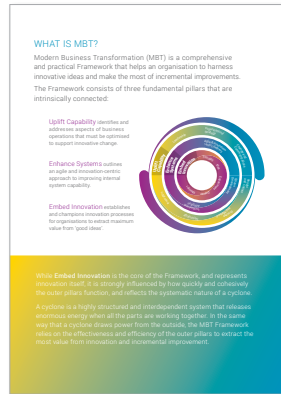 WHAT IS MBT?
Modern Business Transformation (MBT) is a comprehensive
and practical Framework that helps an organisation to harness
innovative ideas and make the most of incremental improvements.
The Framework consists of three fundamental pillars that are
intrinsically connected:
Uplift Capability identifies and
addresses aspects of business
operations that must be optimised
to support innovative change.
Enhance Systems outlines
an agile and innovation-centric
approach to improving internal
system capability.
Embed Innovation establishes
and champions innovation processes
for organisations to extract maximum
value from ‘good ideas’.
While Embed Innovation is the core of the Framework, and represents
innovation itself, it is strongly influenced by how quickly and cohesively
the outer pillars function, and reflects the systematic nature of a cyclone.
A cyclone is a highly structured and interdependent system that releases
enormous energy when all the parts are working together. In the same
way that a cyclone draws power from the outside, the MBT Framework
relies on the effectiveness and efficiency of the outer pillars to extract the
most value from innovation and incremental improvement.